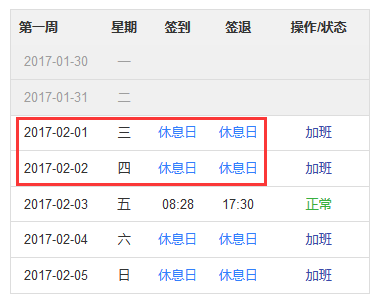 第一周 星期 签到 签退 操作/状态
2017-01-30 一
2017-01-31 二
2017-02-01 三 休息日 休息日 加班
2017-02-02 四 休息日 休息日 加班
2017-02-03 五 08:28 17:30 正常
2017-02-04 六 休息日 休息日 加班
2017-02-05 日 休息日 休息日 加班